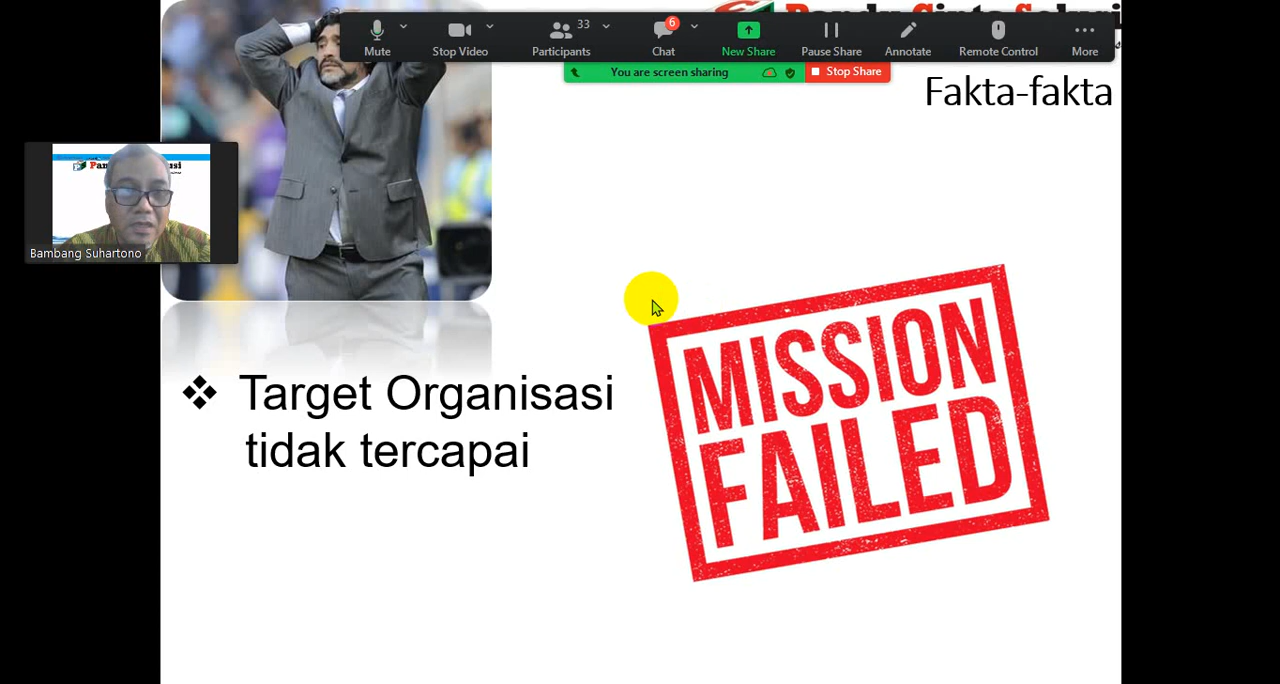 33
6
Mute
Stop Video
Participants
Chat
New Share
Pause Share
Annotate
Remote Control
More
You are screen sharing
Stop Share
Fakta-fakta
Bambang Suhartono
❖ Target Organisasi
tidak tercapai
MISSION
FAILED